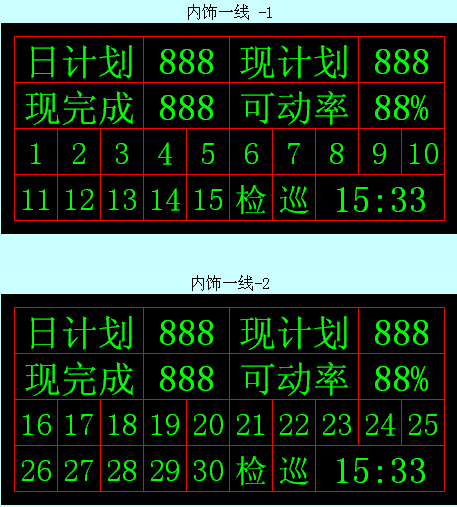 内饰一线 -1
日计划 888 现计划 888
现完成 888 可动率 88%
1 2 3 4 5 6 7 8 9 10
11 12 13 14 15 检 巡 15:33
内饰一线-2
日计划 888 现计划 888
现完成 888 可动率 88%
16 17 18 19 20 21 22 23 24 25
26 27 28 29 30 检 巡 15:33